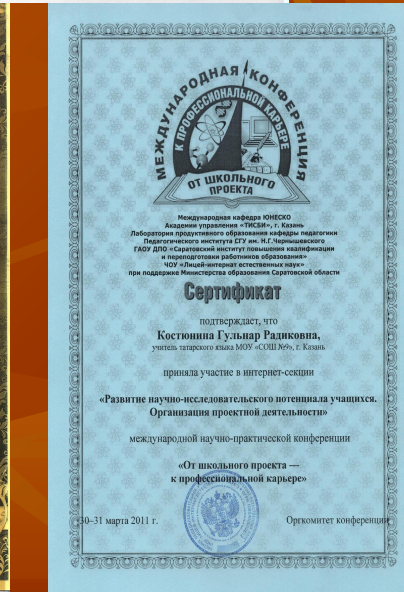 МЕЖДУНАРОДНАЯ КОНФЕРЕНЦИЯ
К ПРОФЕССИОНАЛЬНОЙ КАРЬЕРЕ
ОТ ШКОЛЬНОГО
ПРОЕКТА
Международная кафедра ЮНЕСКО
Академии управления «ТИСБИ», г. Казань
Лаборатория продуктивного образования кафедры педагогики
Педагогического института СГУ им. Н.Г.Чернышевского
ГАОУ ДПО «Саратовский институт повышения квалификации
и переподготовки работников образования»
ЧОУ «Лицей-интернат естественных наук»
при поддержке Министерства образования Саратовской области
Сертификат
подтверждает, что
Костюнина Гульнар Радиковна,
учитель татарского языка МОУ «СОШ №9», г. Казань
приняла участие в интернет-секции
«Развитие научно-исследовательского потенциала учащихся.
Организация проектной деятельности»
международной научно-практической конференции
«От школьного проекта —
к профессиональной карьере»
30–31 марта 2011 г. Оргкомитет конференции